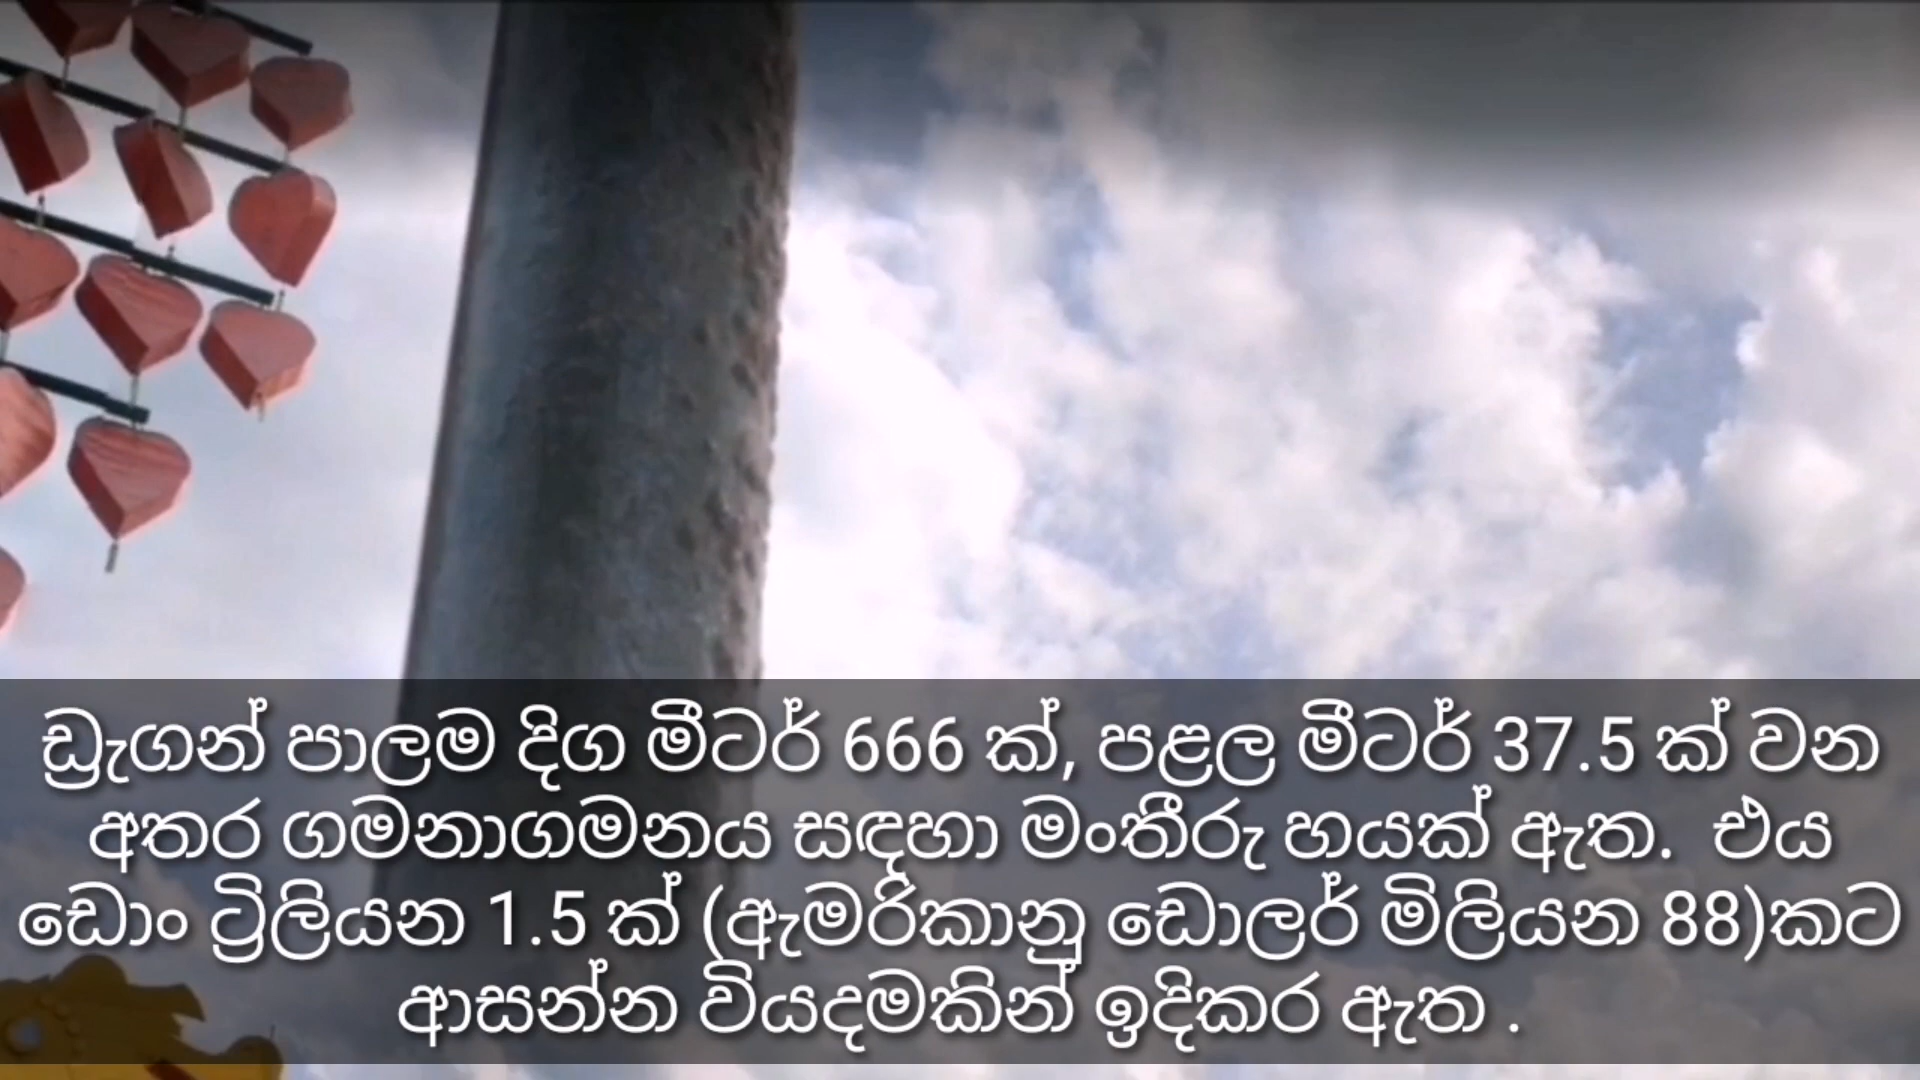 ඩ්‍රැගන් පාලම දිග මීටර් 666 ක්, පළල මීටර් 37.5 ක් වන
අතර ගමනාගමනය සඳහා මංතීරු හයක් ඇත.  එය
ඩොං ට්‍රිලියන 1.5 ක් (ඇමරිකානු ඩොලර් මිලියන 88)කට
ආසන්න වියදමකින් ඉදිකර ඇත .